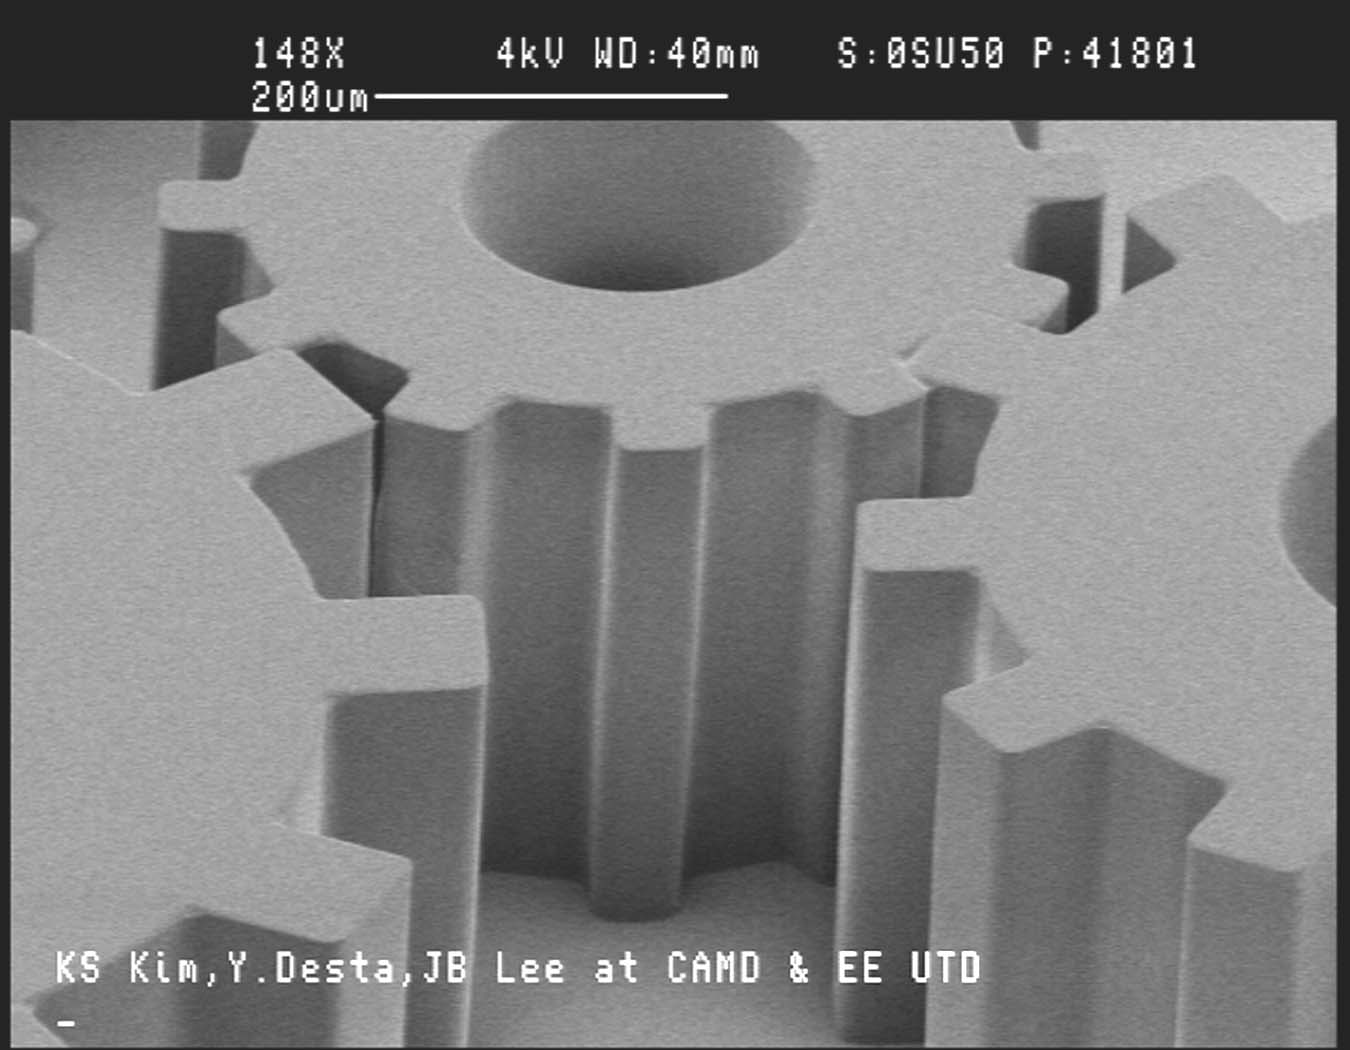 148X 4kV WD:40mm S:0SU50 P:41801
200um
KS Kim,Y.Desta,JB Lee at CAMD & EE UTD